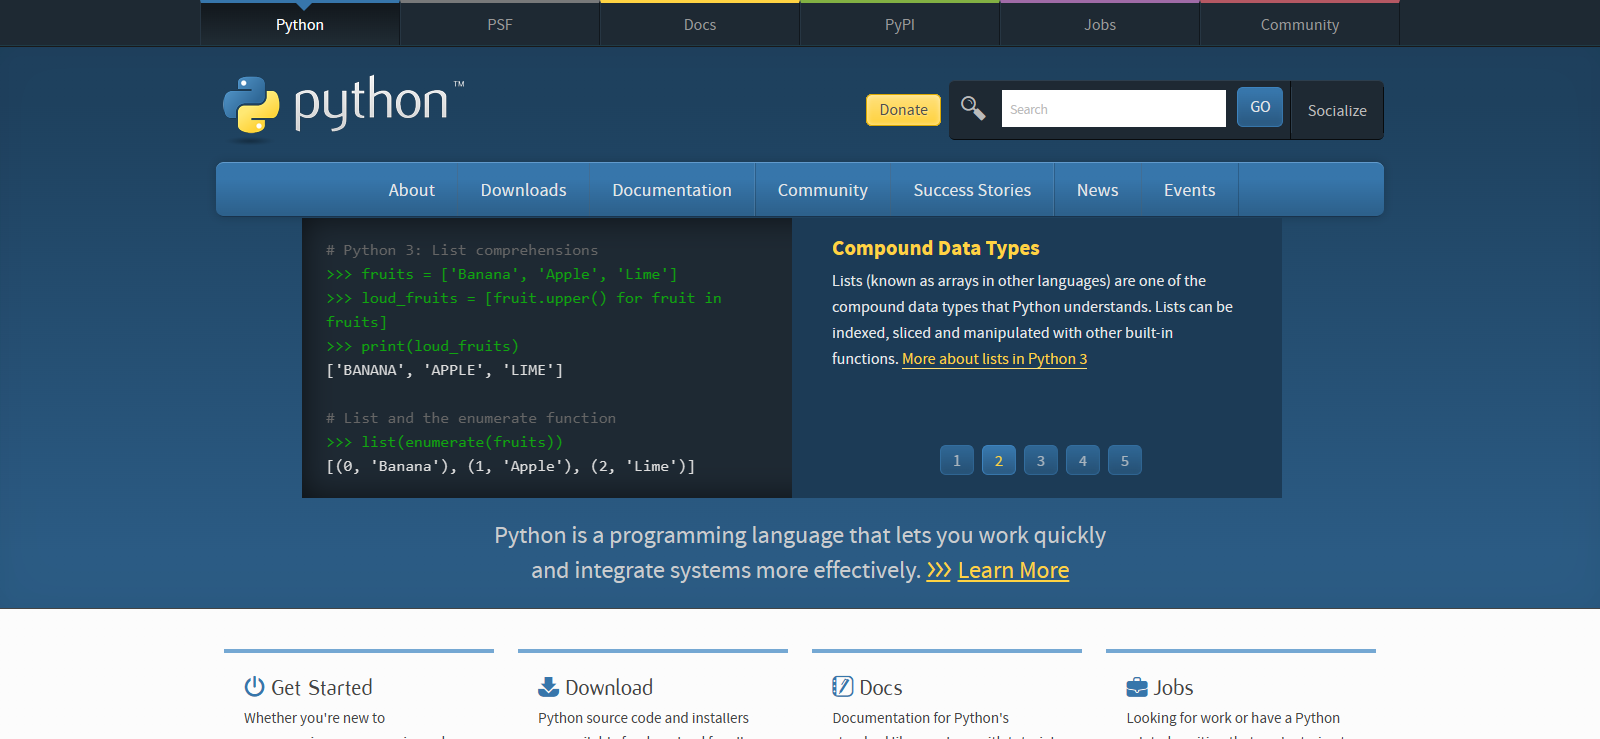 Python
PSF
Docs
PyPI
Jobs
Community
python™
Donate
Search
GO
Socialize
About
Downloads
Documentation
Community
Success Stories
News
Events
# Python 3: List comprehensions
>>> fruits = ['Banana', 'Apple', 'Lime']
>>> loud_fruits = [fruit.upper() for fruit in
fruits]
>>> print(loud_fruits)
['BANANA', 'APPLE', 'LIME']
# List and the enumerate function
>>> list(enumerate(fruits))
[(0, 'Banana'), (1, 'Apple'), (2, 'Lime')]
Compound Data Types
Lists (known as arrays in other languages) are one of the
compound data types that Python understands. Lists can be
indexed, sliced and manipulated with other built-in
functions. More about lists in Python 3
1
2
3
4
5
Python is a programming language that lets you work quickly
and integrate systems more effectively. >>> Learn More
Get Started
Whether you're new to
Download
Python source code and installers
Docs
Documentation for Python's
Jobs
Looking for work or have a Python